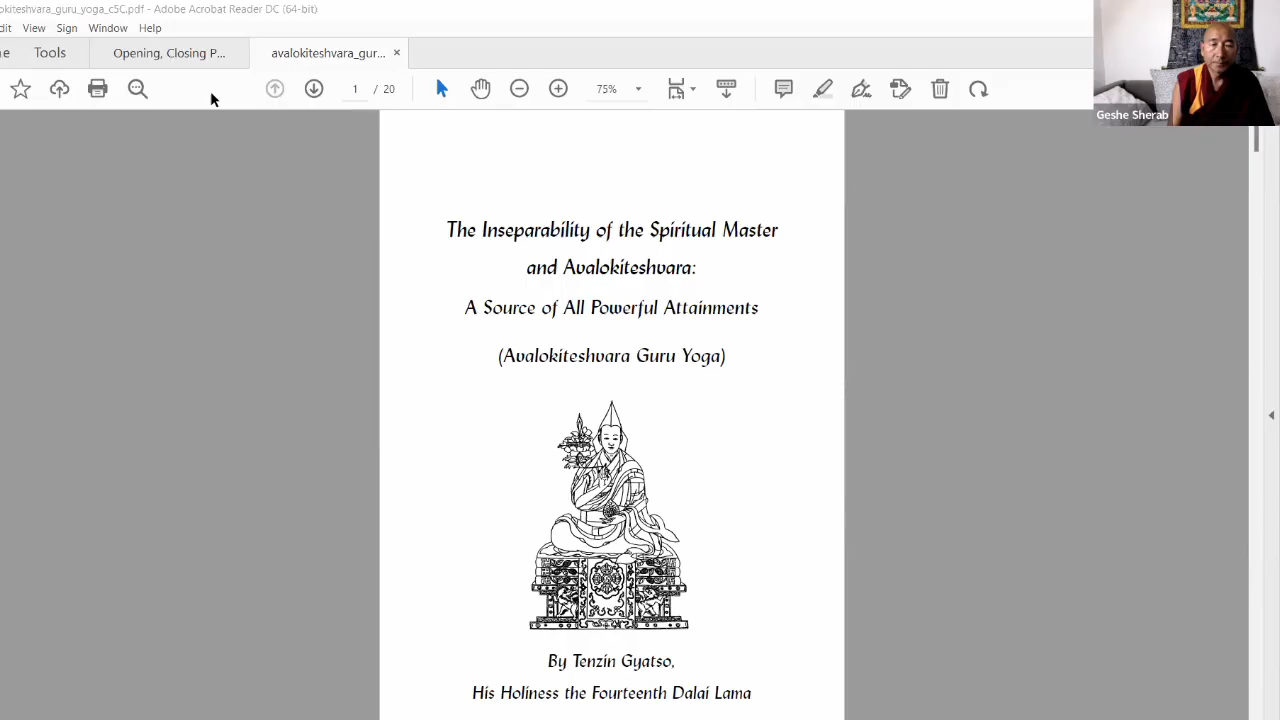 okiteshvara_guru_yoga_c5C.pdf - Adobe Acrobat Reader DC (64-bit)
dit View Sign Window Help
ne Tools Opening, Closing P... avalokiteshvara_gur... ×
1 / 20 75%
Geshe Sherab
The Inseparability of the Spiritual Master
and Avalokiteshvara:
A Source of All Powerful Attainments
(Avalokiteshvara Guru Yoga)
By Tenzin Gyatso,
His Holiness the Fourteenth Dalai Lama